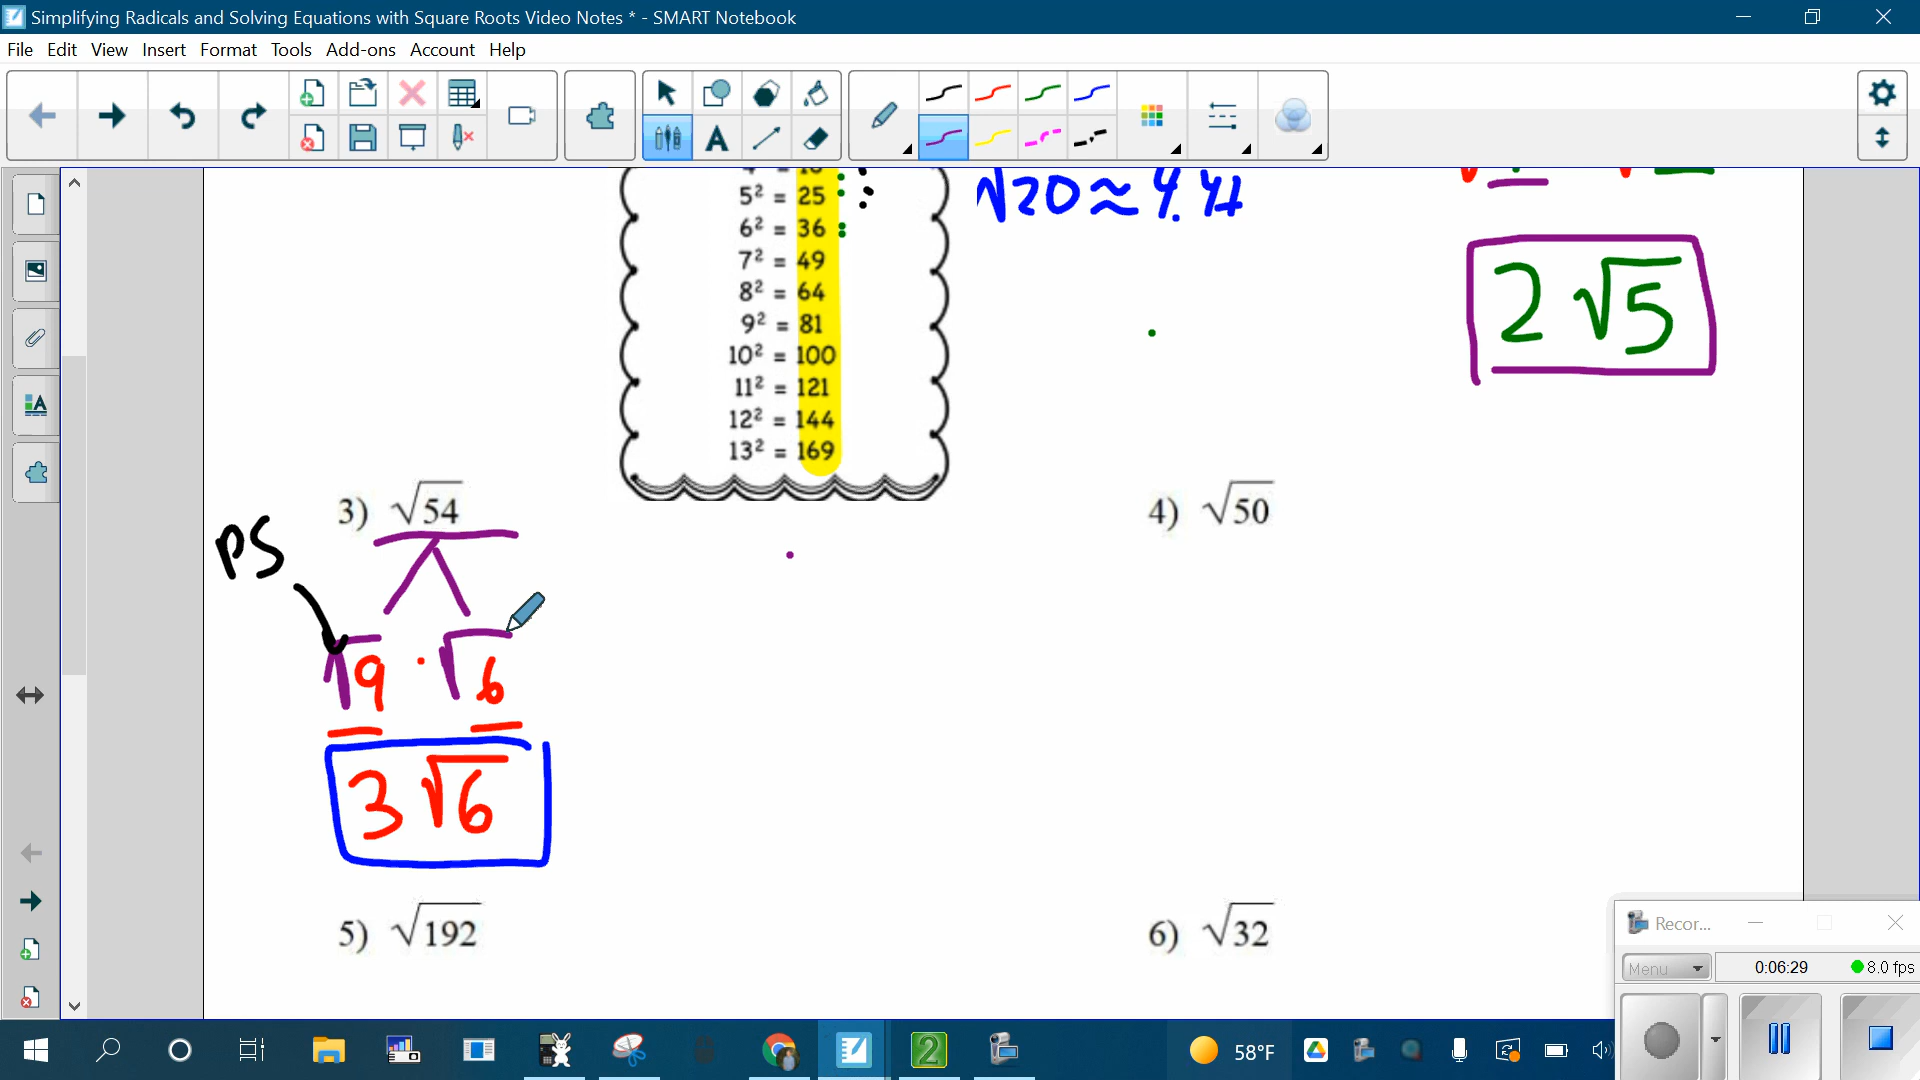 Simplifying Radicals and Solving Equations with Square Roots Video Notes * - SMART Notebook
File Edit View Insert Format Tools Add-ons Account Help
5² = 25
6² = 36
7² = 49
8² = 64
9² = 81
10² = 100
11² = 121
12² = 144
13² = 169
√20 ≈ 4.4
2√5
3) √54
PS
√9 · √6
3√6
4) √50
5) √192
6) √32
Recor...
Menu
0:06:29
8.0 fps
58°F